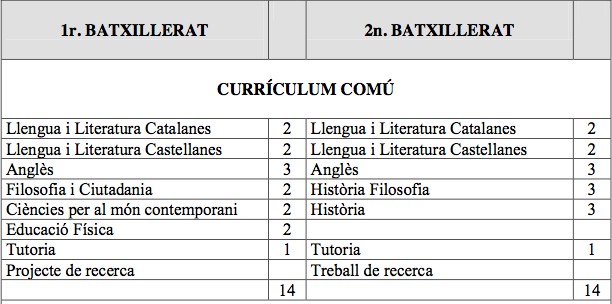 1r. BATXILLERAT 2n. BATXILLERAT
CURRÍCULUM COMÚ
Llengua i Literatura Catalanes 2 Llengua i Literatura Catalanes 2
Llengua i Literatura Castellanes 2 Llengua i Literatura Castellanes 2
Anglès 3 Anglès 3
Filosofia i Ciutadania 2 Història Filosofía 3
Ciències per al món contemporani 2 Història 3
Educació Física 2
Tutoria 1 Tutoria 1
Projecte de recerca Treball de recerca
14 14